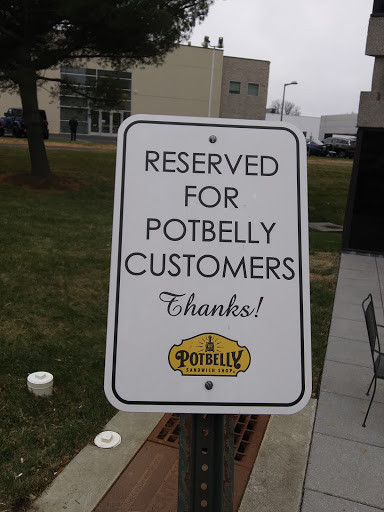 RESERVED
FOR
POTBELLY
CUSTOMERS
Thanks!
POTBELLY
SANDWICH SHOP